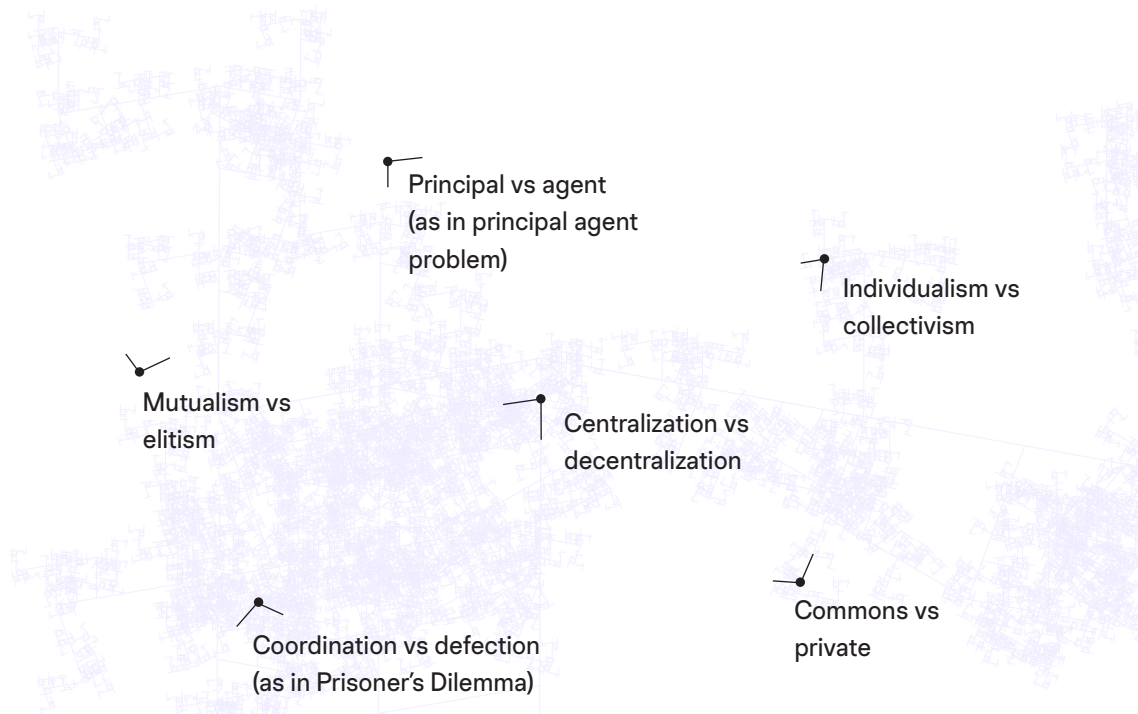 Principal vs agent
(as in principal agent
problem)
Individualism vs
collectivism
Mutualism vs
elitism
Centralization vs
decentralization
Commons vs
private
Coordination vs defection
(as in Prisoner’s Dilemma)